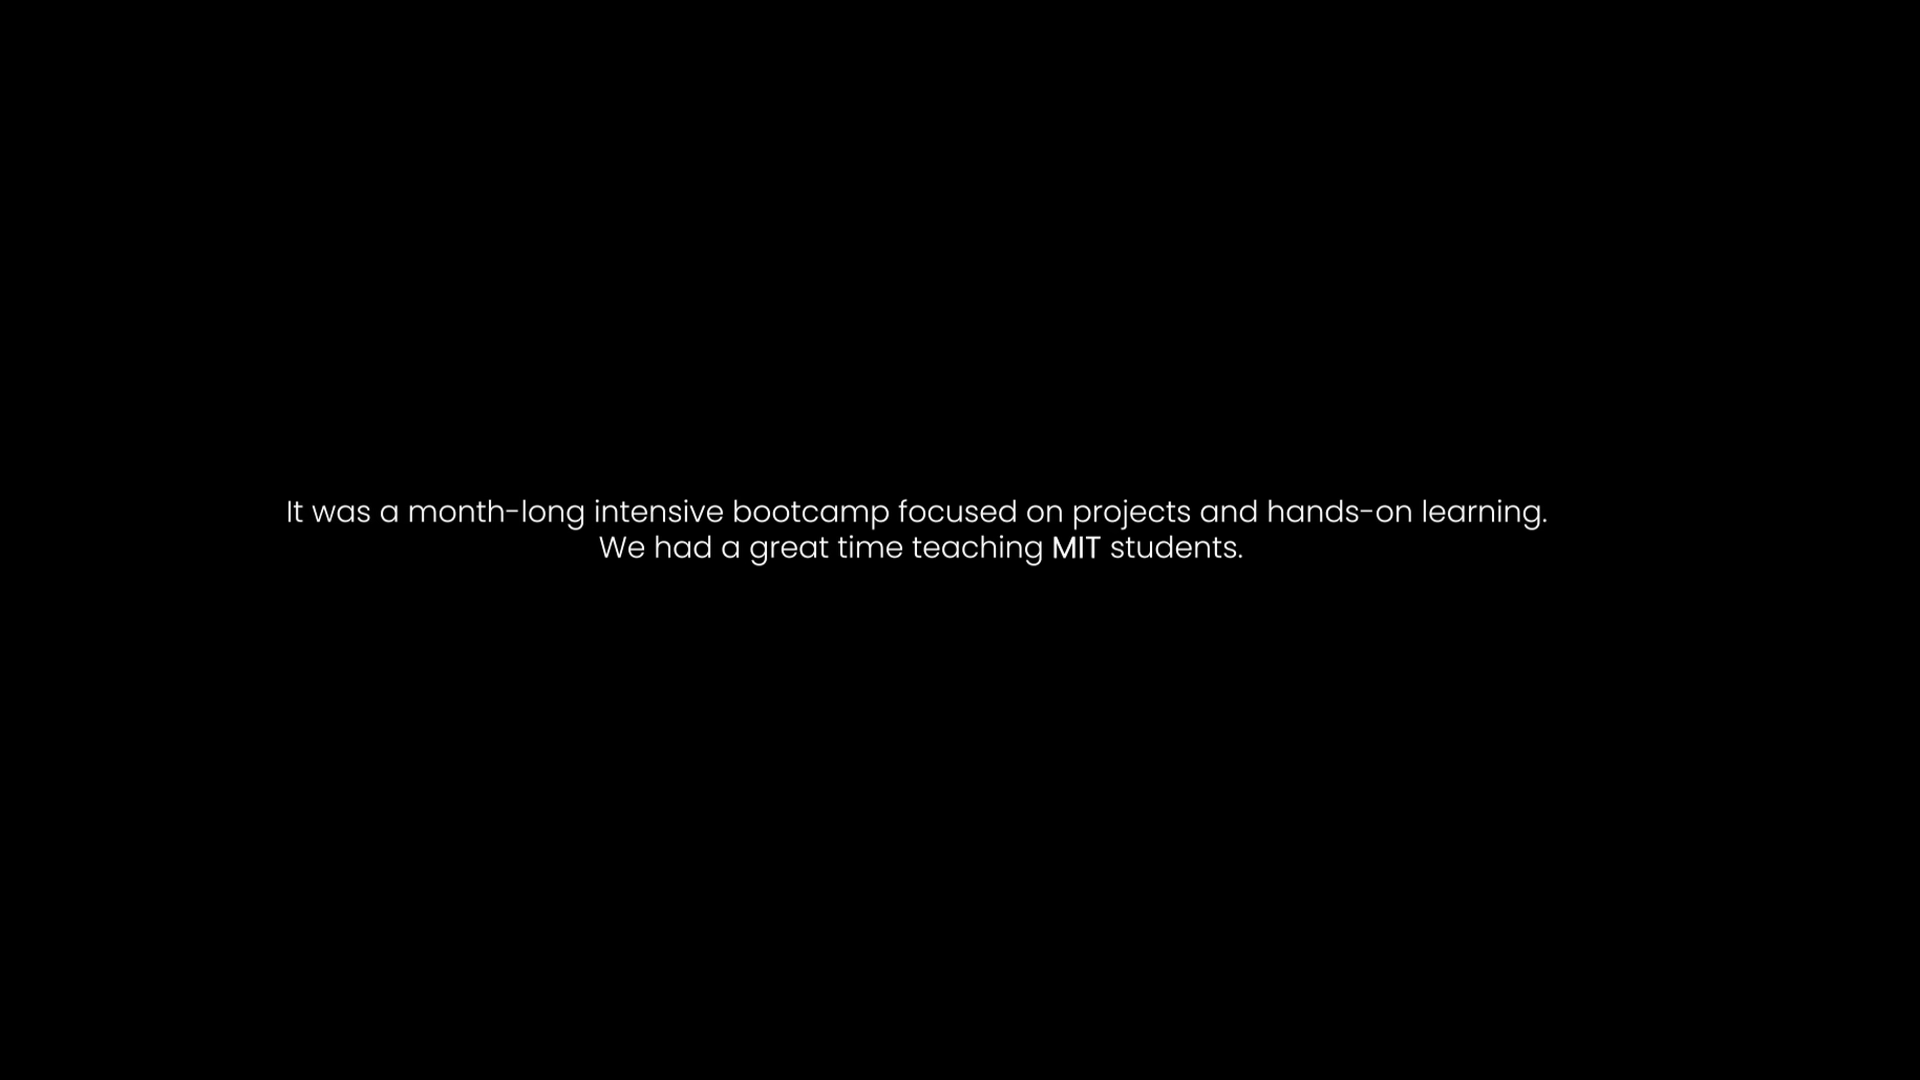 It was a month-long intensive bootcamp focused on projects and hands-on learning.
We had a great time teaching MIT students.